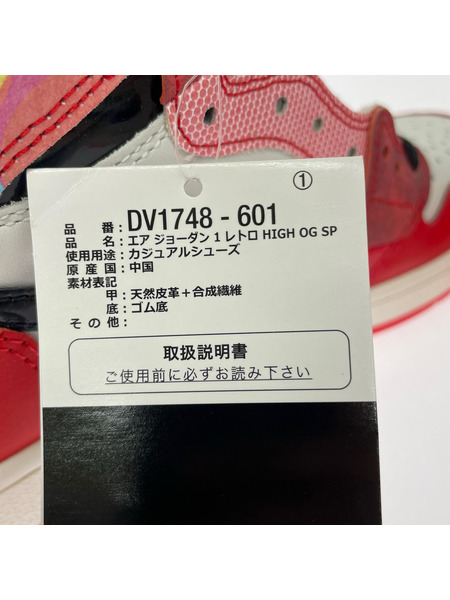 ①
品 番：DV1748 - 601
品 名：エア ジョーダン 1 レトロ HIGH OG SP
使用用途：カジュアルシューズ
原 産 国：中国
素材表記
甲：天然皮革＋合成繊維
底：ゴム底
そ の 他：
取扱説明書
ご使用前に必ずお読み下さい